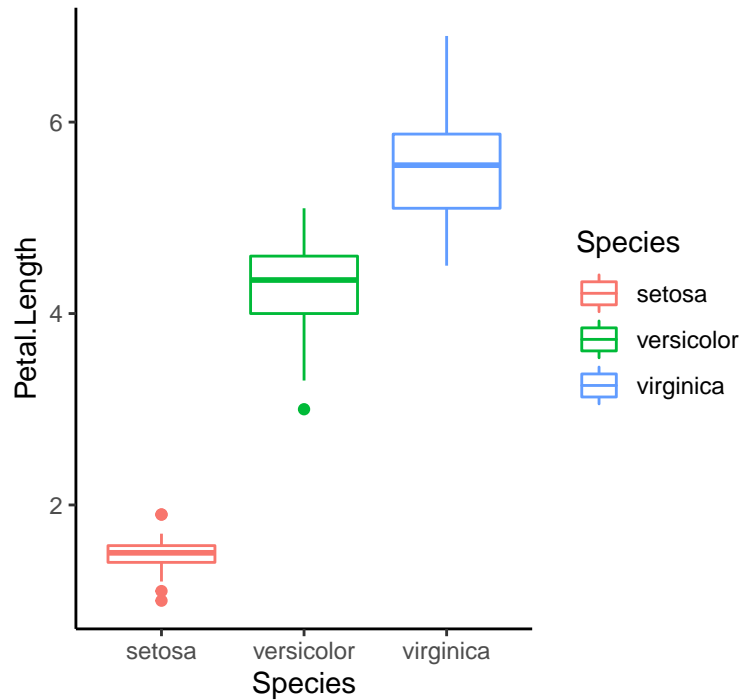 Petal.Length
6
4
2
setosa
versicolor
virginica
Species
Species
setosa
versicolor
virginica